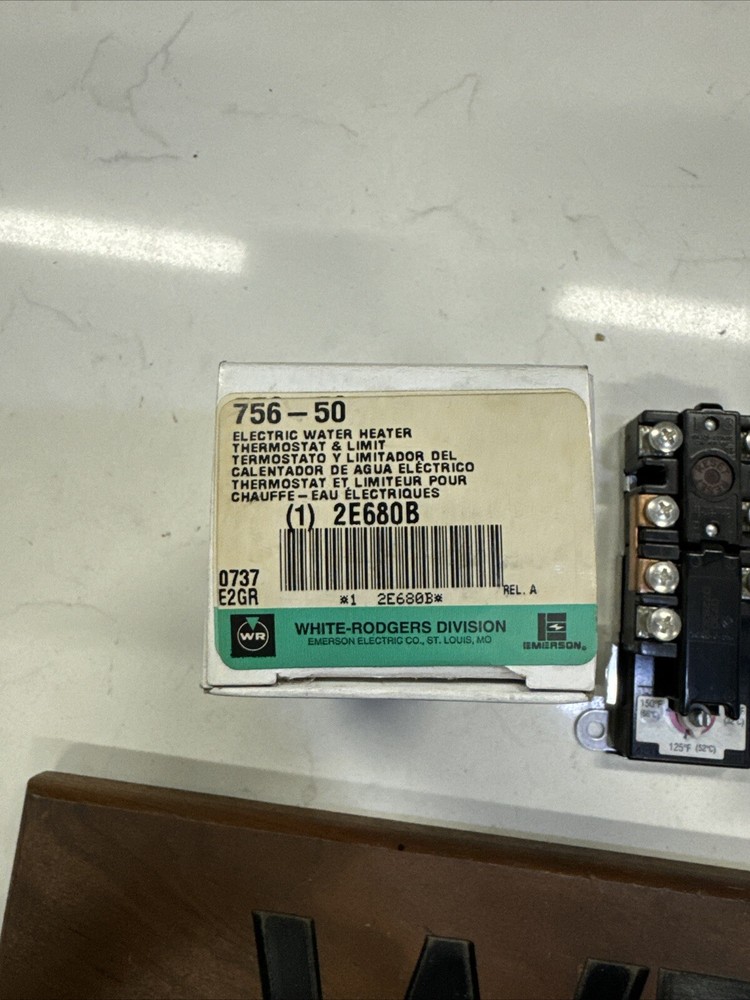 756-50
ELECTRIC WATER HEATER
THERMOSTAT & LIMIT
TERMOSTATO Y LIMITADOR DEL
CALENTADOR DE AGUA ELÉCTRICO
THERMOSTAT ET LIMITEUR POUR
CHAUFFE-EAU ÉLECTRIQUES
(1) 2E680B
0737
E2GR
REL. A
*1 2E680B*
WR
WHITE-RODGERS DIVISION
EMERSON ELECTRIC CO., ST. LOUIS, MO
EMERSON®
RESET
150°F
125°F (52°C)